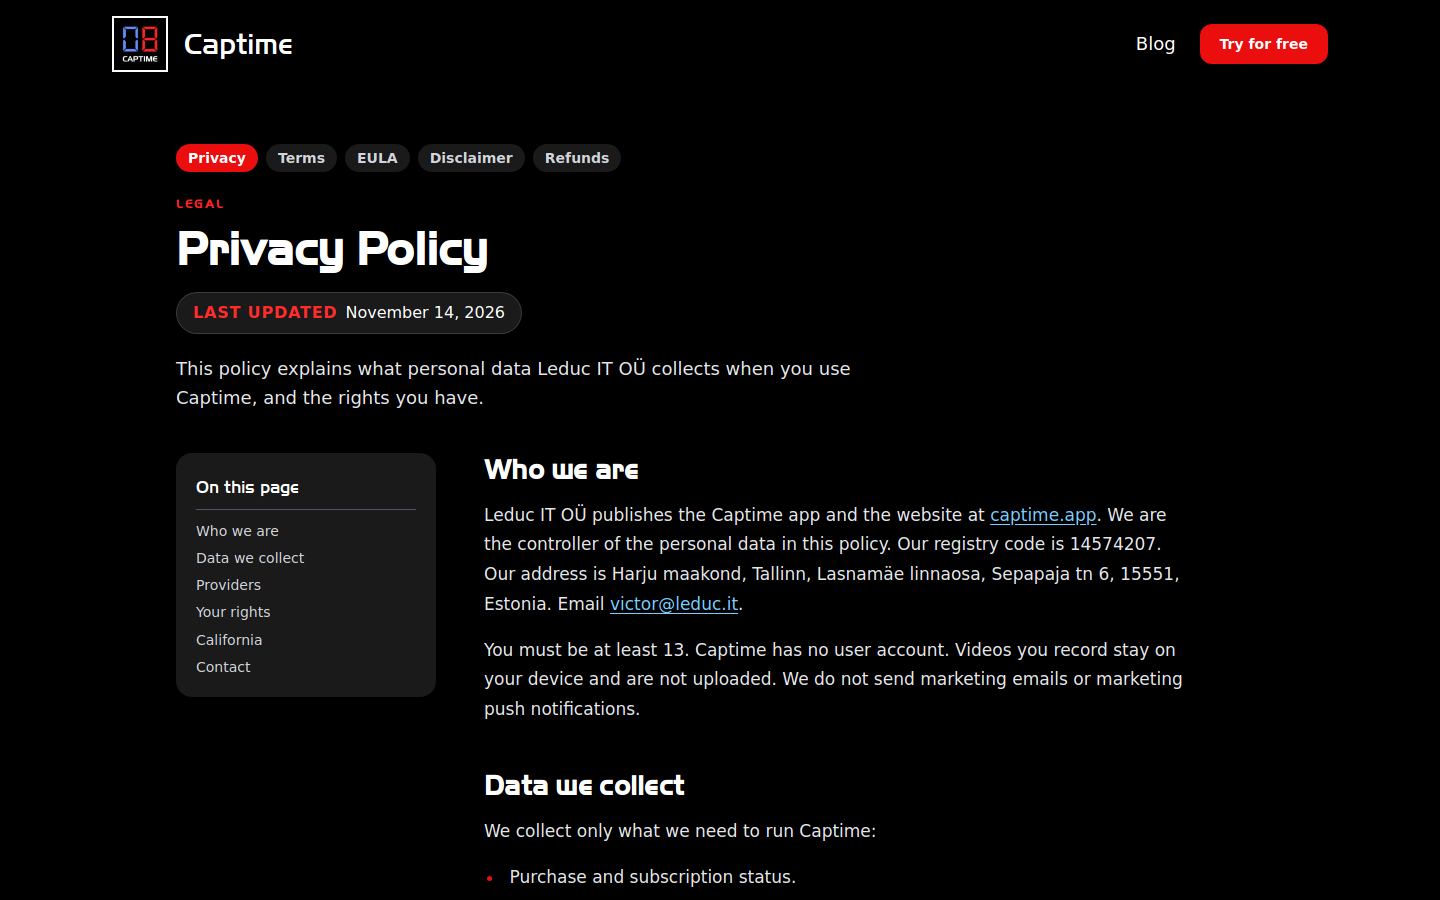 08
CAPTIME
Captime
Blog
Try for free
Privacy
Terms
EULA
Disclaimer
Refunds
LEGAL
Privacy Policy
LAST UPDATED November 14, 2026
This policy explains what personal data Leduc IT OÜ collects when you use
Captime, and the rights you have.
On this page
Who we are
Data we collect
Providers
Your rights
California
Contact
Who we are
Leduc IT OÜ publishes the Captime app and the website at captime.app. We are
the controller of the personal data in this policy. Our registry code is 14574207.
Our address is Harju maakond, Tallinn, Lasnamäe linnaosa, Sepapaja tn 6, 15551,
Estonia. Email victor@leduc.it.
You must be at least 13. Captime has no user account. Videos you record stay on
your device and are not uploaded. We do not send marketing emails or marketing
push notifications.
Data we collect
We collect only what we need to run Captime:
• Purchase and subscription status.